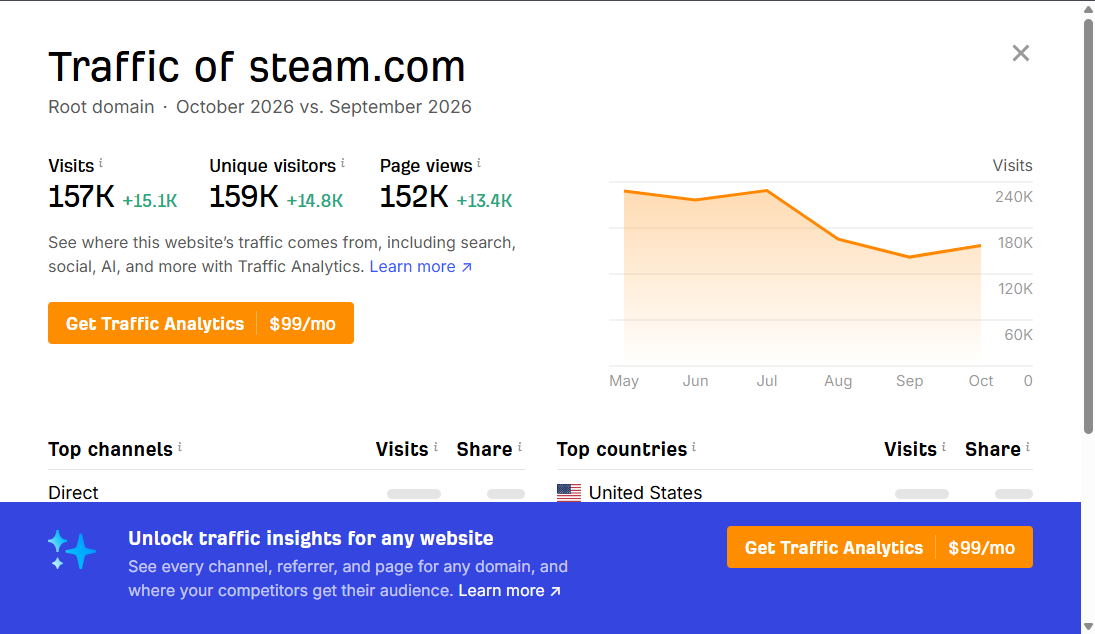 Traffic of steam.com
Root domain · October 2026 vs. September 2026
Visits i
157K +15.1K
Unique visitors i
159K +14.8K
Page views i
152K +13.4K
See where this website's traffic comes from, including search,
social, AI, and more with Traffic Analytics. Learn more ↗
Get Traffic Analytics $99/mo
Visits
240K
180K
120K
60K
May Jun Jul Aug Sep Oct 0
Top channels i Visits i Share i
Direct
Top countries i Visits i Share i
United States
Unlock traffic insights for any website
See every channel, referrer, and page for any domain, and
where your competitors get their audience. Learn more ↗
Get Traffic Analytics $99/mo